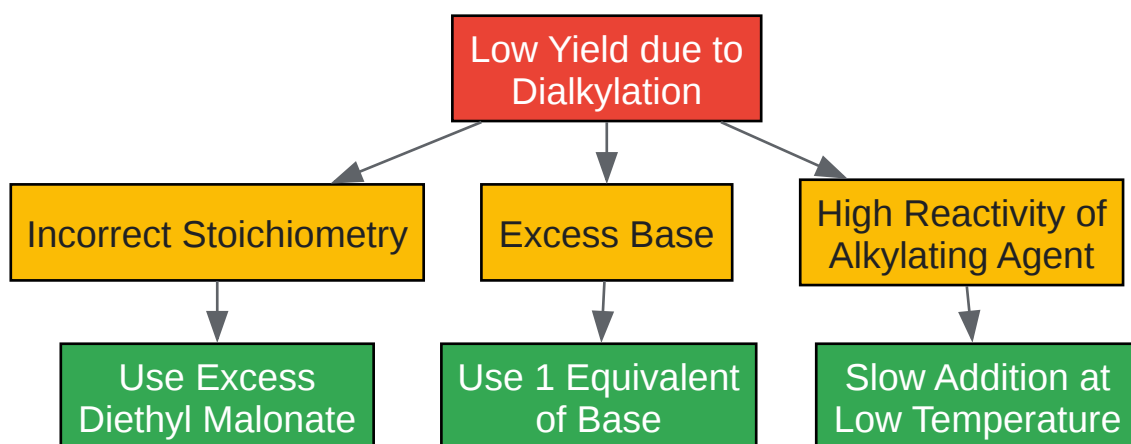 Low Yield due to
Dialkylation
Incorrect Stoichiometry
Excess Base
High Reactivity of
Alkylating Agent
Use Excess
Diethyl Malonate
Use 1 Equivalent
of Base
Slow Addition at
Low Temperature